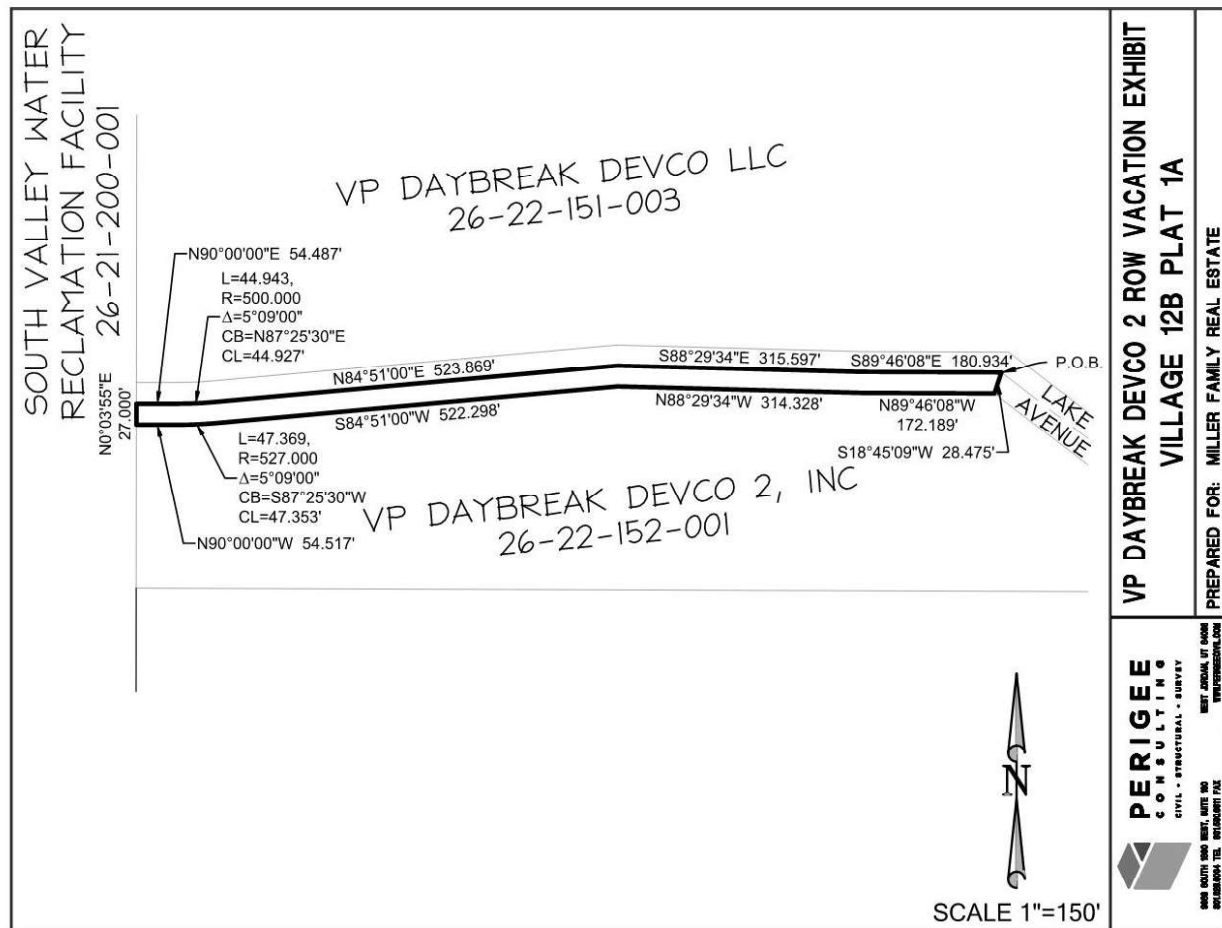 SOUTH VALLEY WATER
RECLAMATION FACILITY
26-21-200-001
VP DAYBREAK DEVCO LLC
26-22-151-003
N90°00'00"E 54.487'
L=44.943,
R=500.000
Δ=5°09'00"
CB=N87°25'30"E
CL=44.927'
N84°51'00"E 523.869'
S88°29'34"E 315.597'
S89°46'08"E 180.934'
P.O.B.
LAKE
AVENUE
N0°03'55"E
27.000'
S84°51'00"W 522.298'
N88°29'34"W 314.328'
N89°46'08"W
172.189'
S18°45'09"W 28.475'
L=47.369,
R=527.000
Δ=5°09'00"
CB=S87°25'30"W
CL=47.353'
N90°00'00"W 54.517'
VP DAYBREAK DEVCO 2, INC
26-22-152-001
N
SCALE 1"=150'
VP DAYBREAK DEVCO 2 ROW VACATION EXHIBIT
VILLAGE 12B PLAT 1A
PREPARED FOR: MILLER FAMILY REAL ESTATE
PERIGEE
CONSULTING
CIVIL • STRUCTURAL • SURVEY
WEST JORDAN, UT